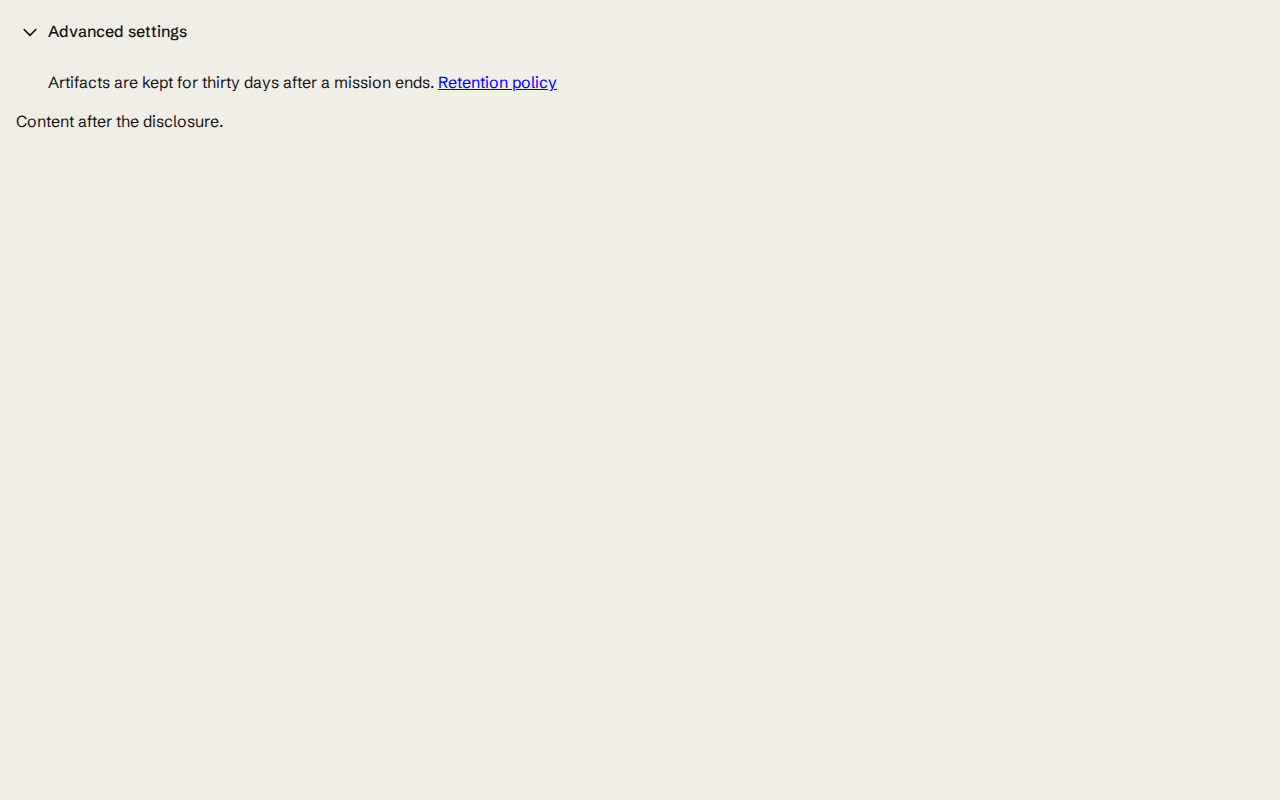 Advanced settings
Artifacts are kept for thirty days after a mission ends. Retention policy
Content after the disclosure.